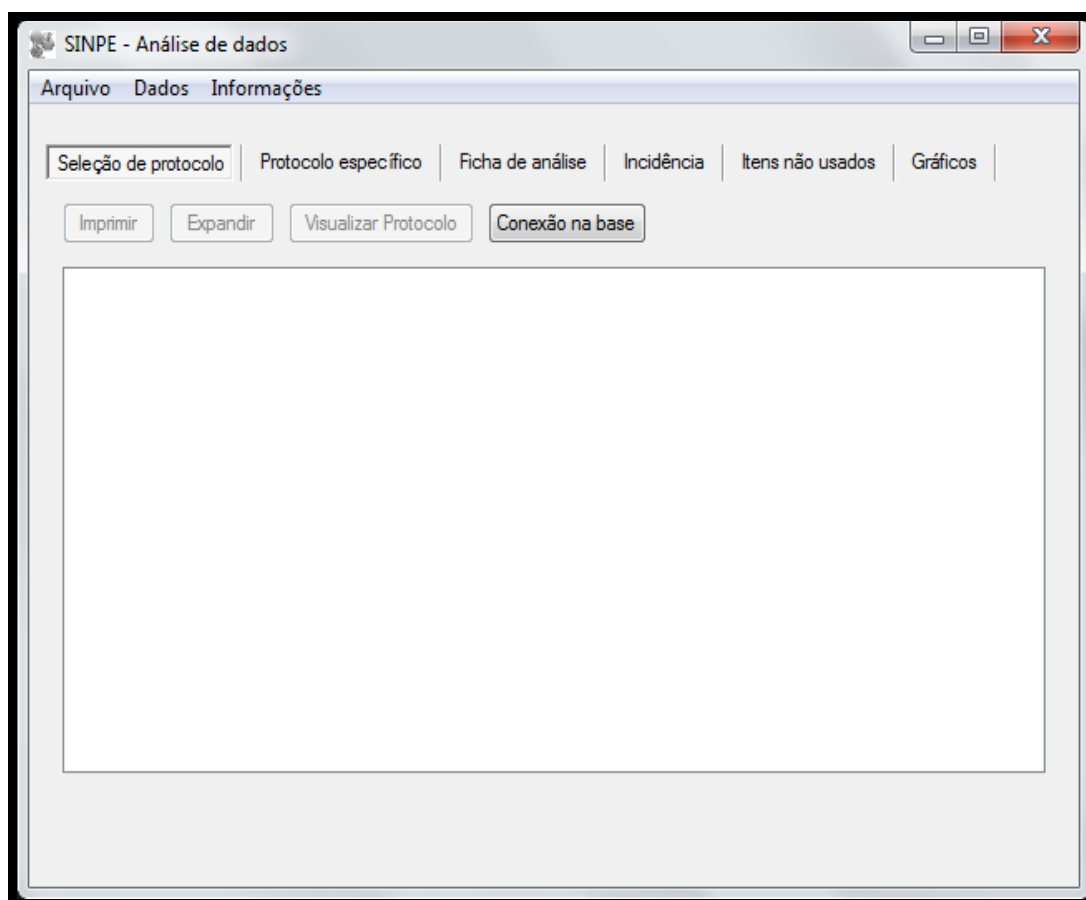 SINPE - Análise de dados
Arquivo Dados Informações
Seleção de protocolo Protocolo específico Ficha de análise Incidência Itens não usados Gráficos
Imprimir Expandir Visualizar Protocolo Conexão na base